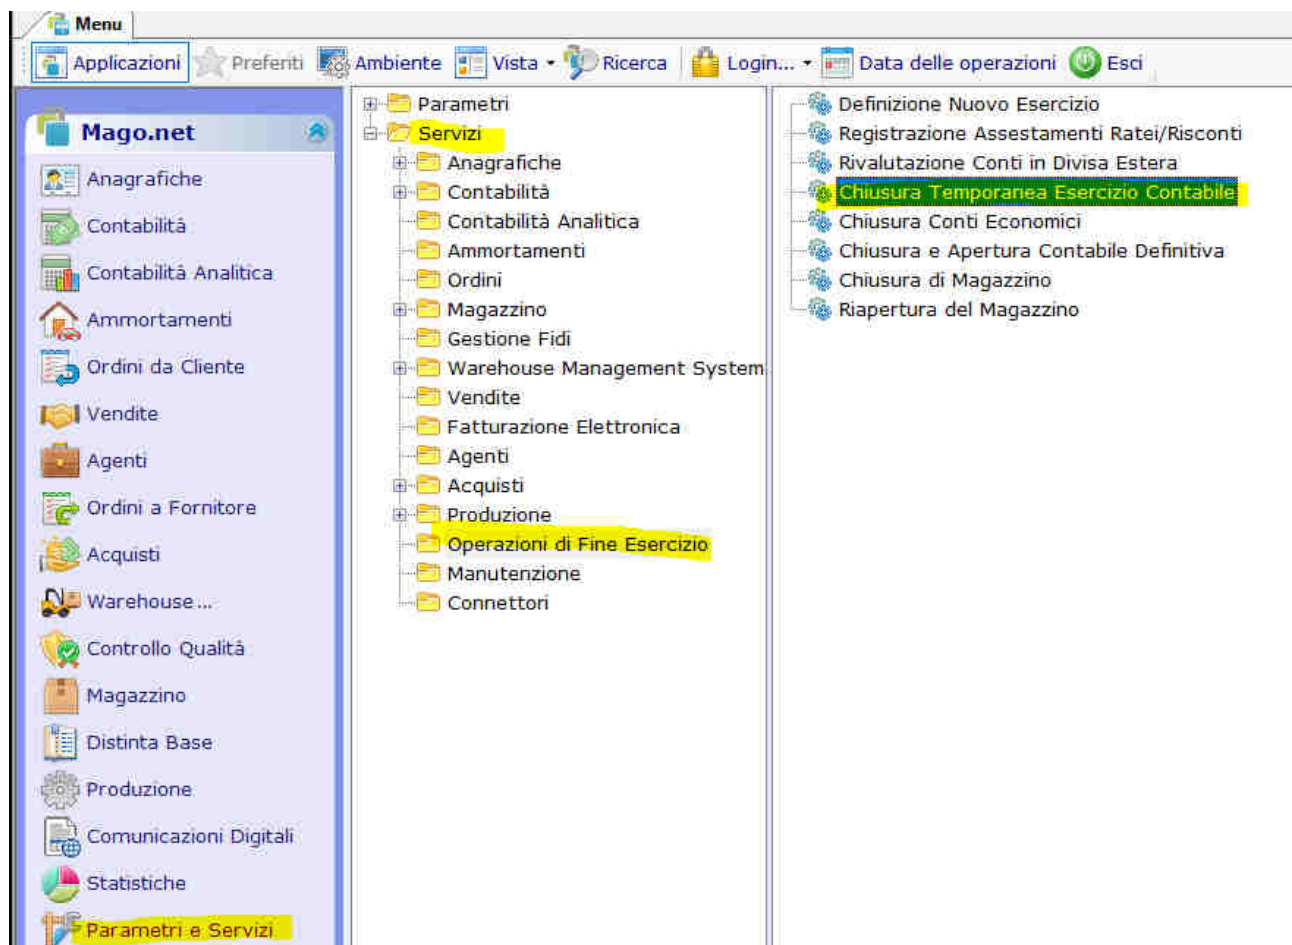 Menu
Applicazioni Preferiti Ambiente Vista Ricerca Login... Data delle operazioni Esci
Mago.net
Anagrafiche
Contabilità
Contabilità Analitica
Ammortamenti
Ordini da Cliente
Vendite
Agenti
Ordini a Fornitore
Acquisti
Warehouse ...
Controllo Qualità
Magazzino
Distinta Base
Produzione
Comunicazioni Digitali
Statistiche
Parametri e Servizi
Parametri
Servizi
Anagrafiche
Contabilità
Contabilità Analitica
Ammortamenti
Ordini
Magazzino
Gestione Fidi
Warehouse Management System
Vendite
Fatturazione Elettronica
Agenti
Acquisti
Produzione
Operazioni di Fine Esercizio
Manutenzione
Connettori
Definizione Nuovo Esercizio
Registrazione Assestamenti Ratei/Risconti
Rivalutazione Conti in Divisa Estera
Chiusura Temporanea Esercizio Contabile
Chiusura Conti Economici
Chiusura e Apertura Contabile Definitiva
Chiusura di Magazzino
Riapertura del Magazzino